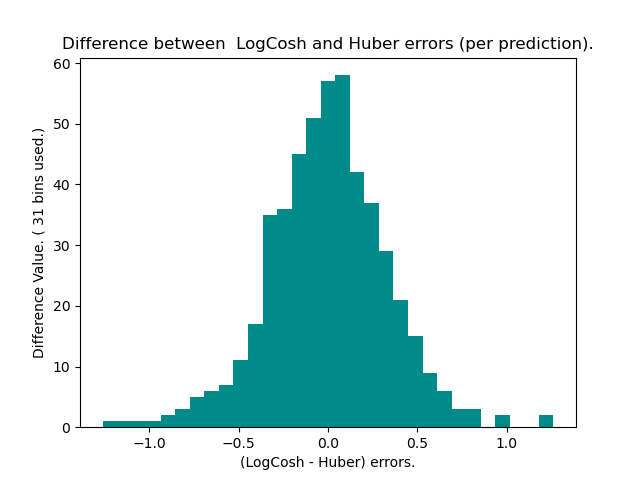 Difference between  LogCosh and Huber errors (per prediction).
60
50
40
30
20
10
0
Difference Value. ( 31 bins used.)
−1.0 −0.5 0.0 0.5 1.0
(LogCosh - Huber) errors.